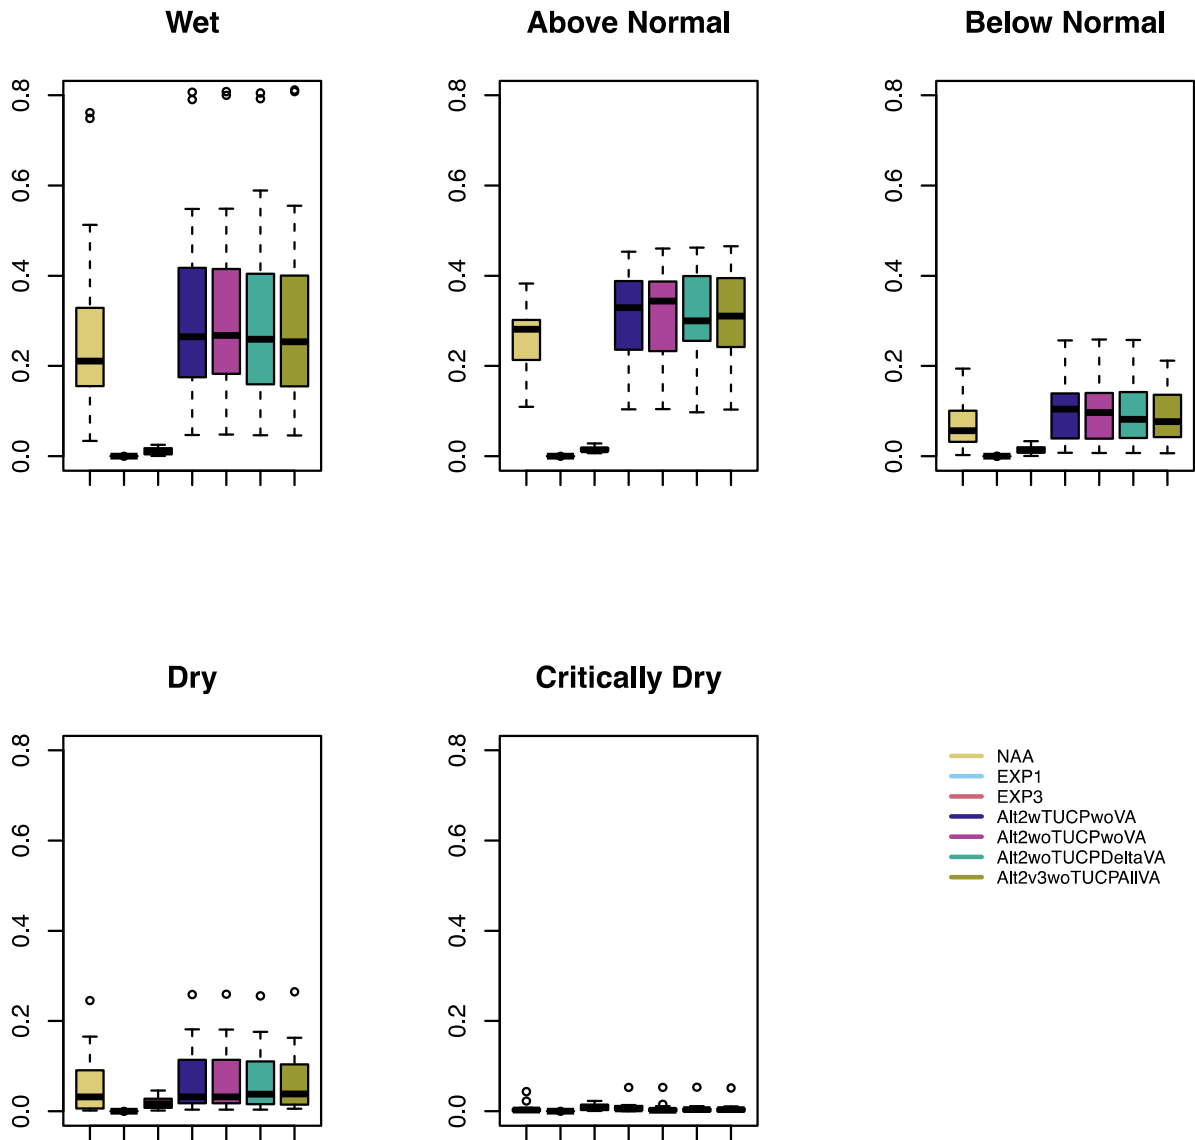 Wet
Above Normal
Below Normal
0.8
0.6
0.4
0.2
0.0
0.8
0.6
0.4
0.2
0.0
0.8
0.6
0.4
0.2
0.0
Dry
Critically Dry
0.8
0.6
0.4
0.2
0.0
0.8
0.6
0.4
0.2
0.0
NAA
EXP1
EXP3
Alt2wTUCPwoVA
Alt2woTUCPwoVA
Alt2woTUCPDeltaVA
Alt2v3woTUCPAllVA